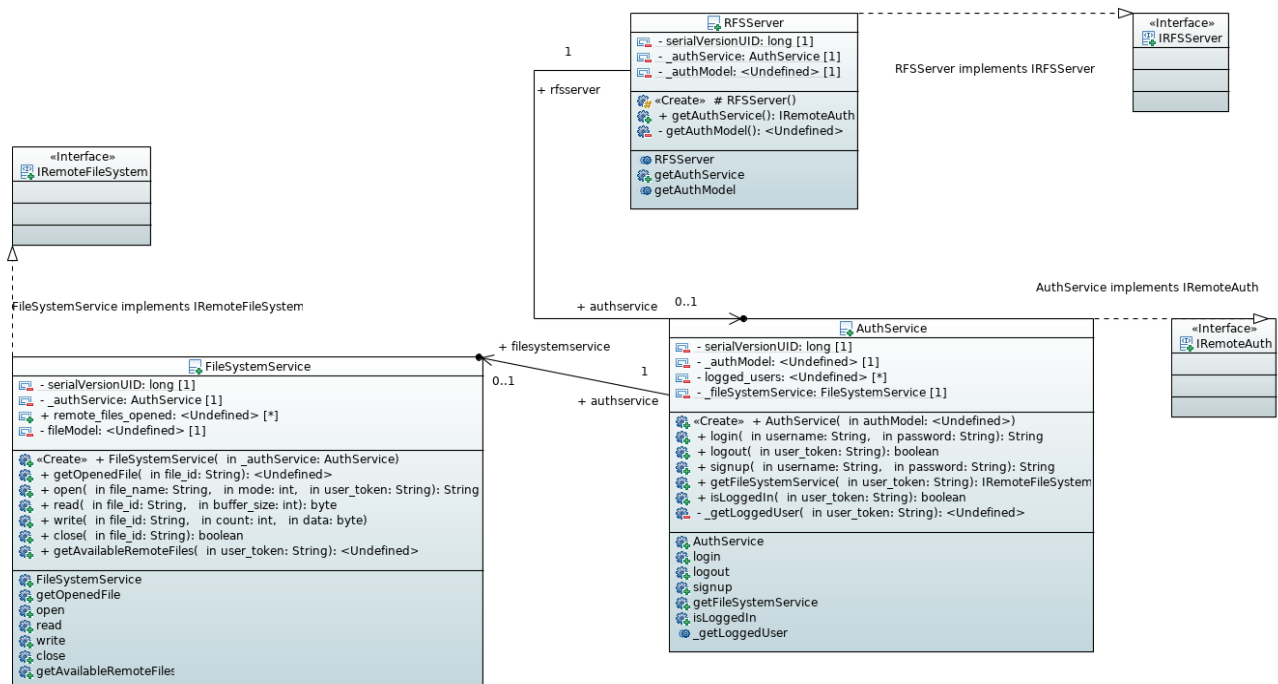 RFSServer
- serialVersionUID: long [1]
- _authService: AuthService [1]
- _authModel: <Undefined> [1]
«Create» # RFSServer()
+ getAuthService(): IRemoteAuth
- getAuthModel(): <Undefined>
RFSServer
getAuthService
getAuthModel
«Interface»
IRFSServer
RFSServer implements IRFSServer
1
+ rfsserver
«Interface»
IRemoteFileSystem
FileSystemService implements IRemoteFileSystem
+ authservice
0..1
AuthService implements IRemoteAuth
«Interface»
IRemoteAuth
+ filesystemservice
0..1
1
+ authservice
FileSystemService
- serialVersionUID: long [1]
- _authService: AuthService [1]
+ remote_files_opened: <Undefined> [*]
- fileModel: <Undefined> [1]
«Create» + FileSystemService( in _authService: AuthService)
+ getOpenedFile( in file_id: String): <Undefined>
+ open( in file_name: String, in mode: int, in user_token: String): String
+ read( in file_id: String, in buffer_size: int): byte
+ write( in file_id: String, in count: int, in data: byte)
+ close( in file_id: String): boolean
+ getAvailableRemoteFiles( in user_token: String): <Undefined>
FileSystemService
getOpenedFile
open
read
write
close
getAvailableRemoteFiles
AuthService
- serialVersionUID: long [1]
- _authModel: <Undefined> [1]
- logged_users: <Undefined> [*]
- _fileSystemService: FileSystemService [1]
«Create» + AuthService( in authModel: <Undefined>)
+ login( in username: String, in password: String): String
+ logout( in user_token: String): boolean
+ signup( in username: String, in password: String): String
+ getFileSystemService( in user_token: String): IRemoteFileSystem
+ isLoggedIn( in user_token: String): boolean
- _getLoggedUser( in user_token: String): <Undefined>
AuthService
login
logout
signup
getFileSystemService
isLoggedIn
_getLoggedUser